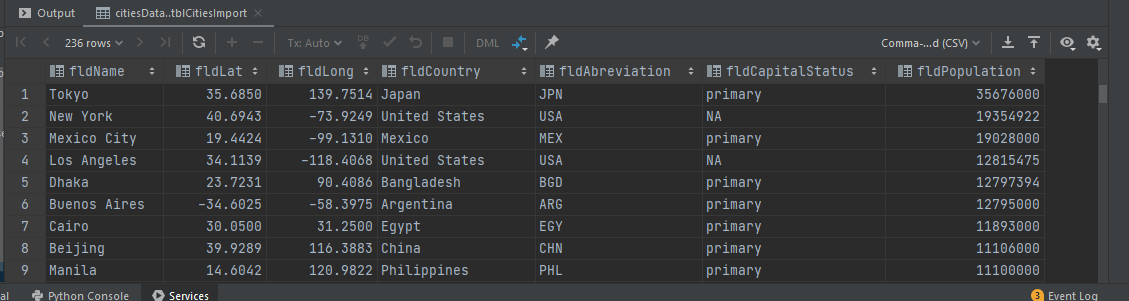 Output citiesData..tblCitiesImport
236 rows Tx: Auto DB DML Comma-...d (CSV)
fldName fldLat fldLong fldCountry fldAbreviation fldCapitalStatus fldPopulation
1 Tokyo 35.6850 139.7514 Japan JPN primary 35676000
2 New York 40.6943 -73.9249 United States USA NA 19354922
3 Mexico City 19.4424 -99.1310 Mexico MEX primary 19028000
4 Los Angeles 34.1139 -118.4068 United States USA NA 12815475
5 Dhaka 23.7231 90.4086 Bangladesh BGD primary 12797394
6 Buenos Aires -34.6025 -58.3975 Argentina ARG primary 12795000
7 Cairo 30.0500 31.2500 Egypt EGY primary 11893000
8 Beijing 39.9289 116.3883 China CHN primary 11106000
9 Manila 14.6042 120.9822 Philippines PHL primary 11100000
al Python Console Services 3 Event Log